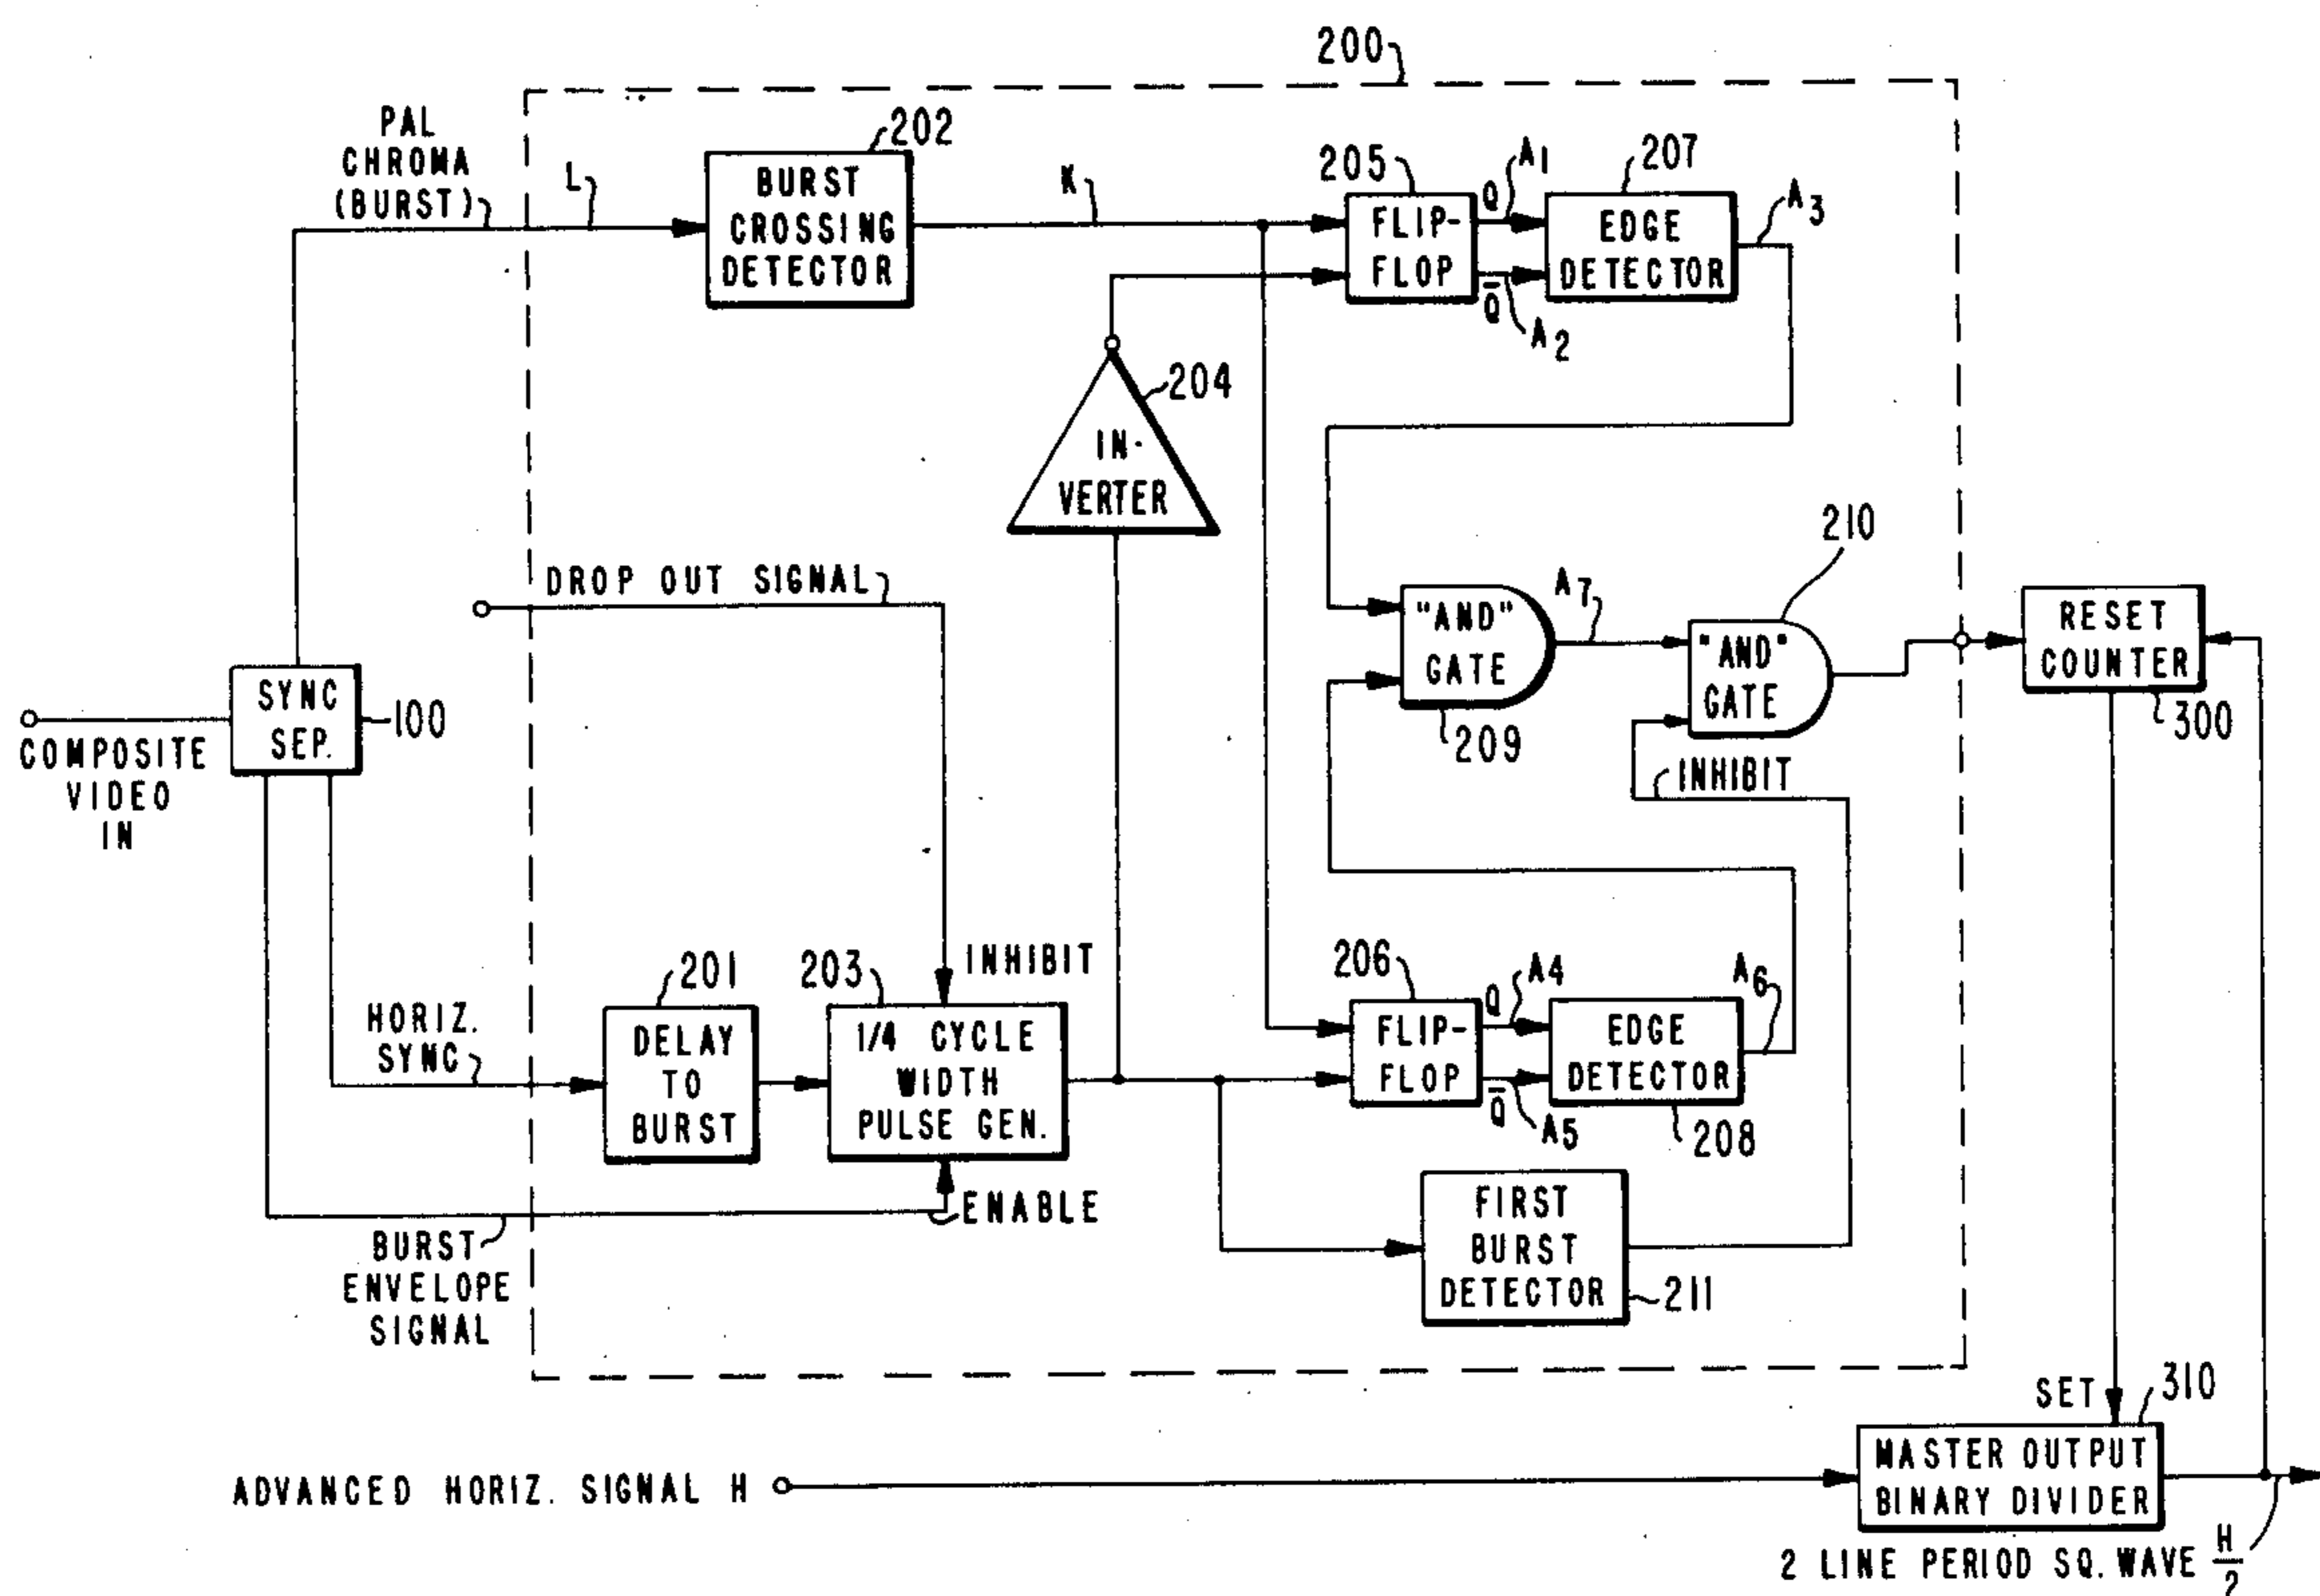 200
PAL
CHROMA
(BURST)
L
202
BURST
CROSSING
DETECTOR
K
205
FLIP-
FLOP
Q
A1
Q̅
A2
207
EDGE
DETECTOR
A3
204
IN-
VERTER
DROP OUT SIGNAL
SYNC
SEP.
100
COMPOSITE
VIDEO
IN
"AND"
GATE
209
A7
210
"AND"
GATE
INHIBIT
RESET
COUNTER
300
HORIZ.
SYNC
201
DELAY
TO
BURST
203
INHIBIT
1/4 CYCLE
WIDTH
PULSE GEN.
ENABLE
BURST
ENVELOPE
SIGNAL
206
FLIP-
FLOP
Q
A4
Q̅
A5
EDGE
DETECTOR
208
A6
FIRST
BURST
DETECTOR
211
SET
310
MASTER OUTPUT
BINARY DIVIDER
ADVANCED HORIZ. SIGNAL H
2 LINE PERIOD SQ. WAVE H/2